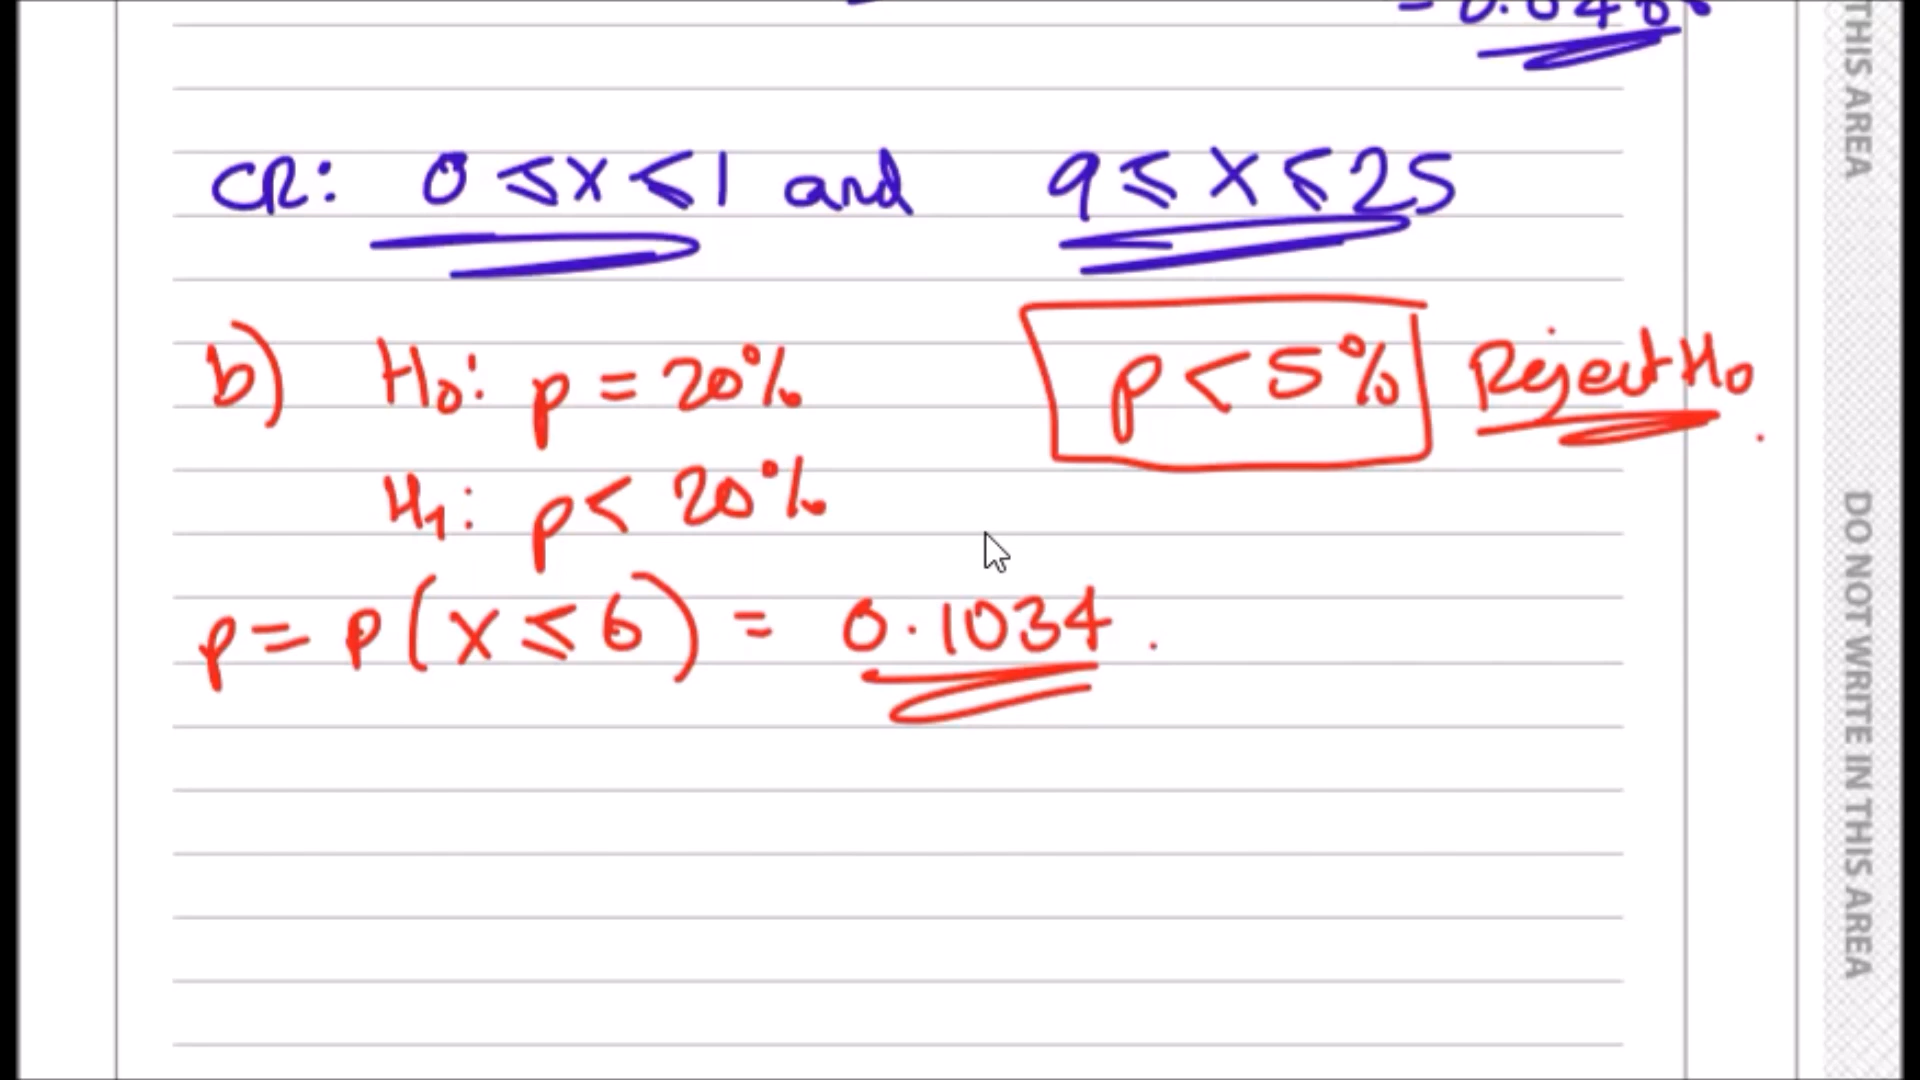 CR: 0 ≤ X ≤ 1 and 9 ≤ X ≤ 25
b) H₀: p = 20% p < 5% Reject H₀
H₁: p < 20%
p = P(X ≤ 6) = 0.1034.
THIS AREA
DO NOT WRITE IN THIS AREA